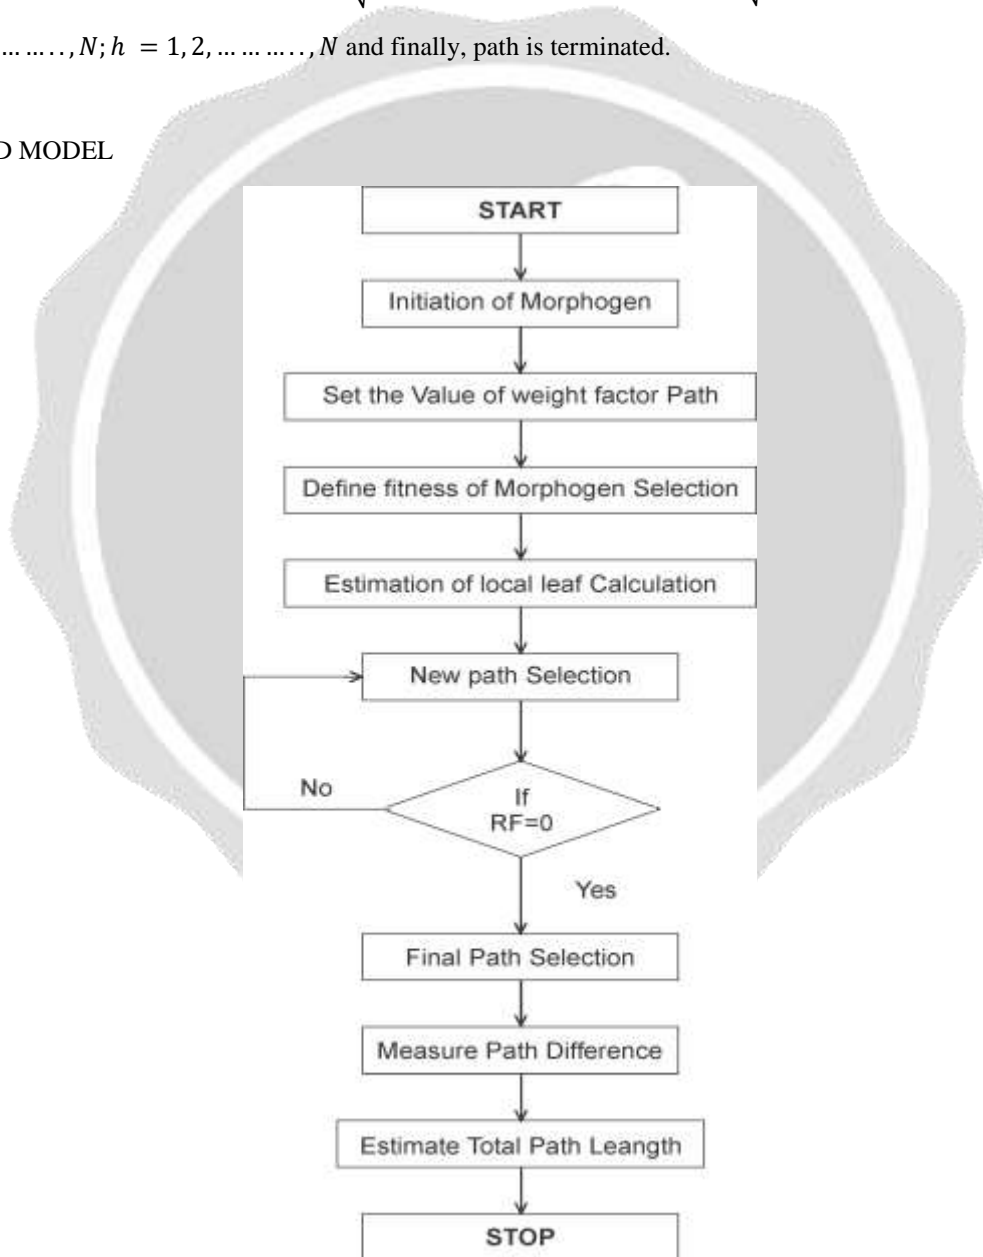 … … . . , N; h = 1, 2, … … … . . , N and finally, path is terminated.
D MODEL
START
Initiation of Morphogen
Set the Value of weight factor Path
Define fitness of Morphogen Selection
Estimation of local leaf Calculation
New path Selection
No
If
RF=0
Yes
Final Path Selection
Measure Path Difference
Estimate Total Path Leangth
STOP